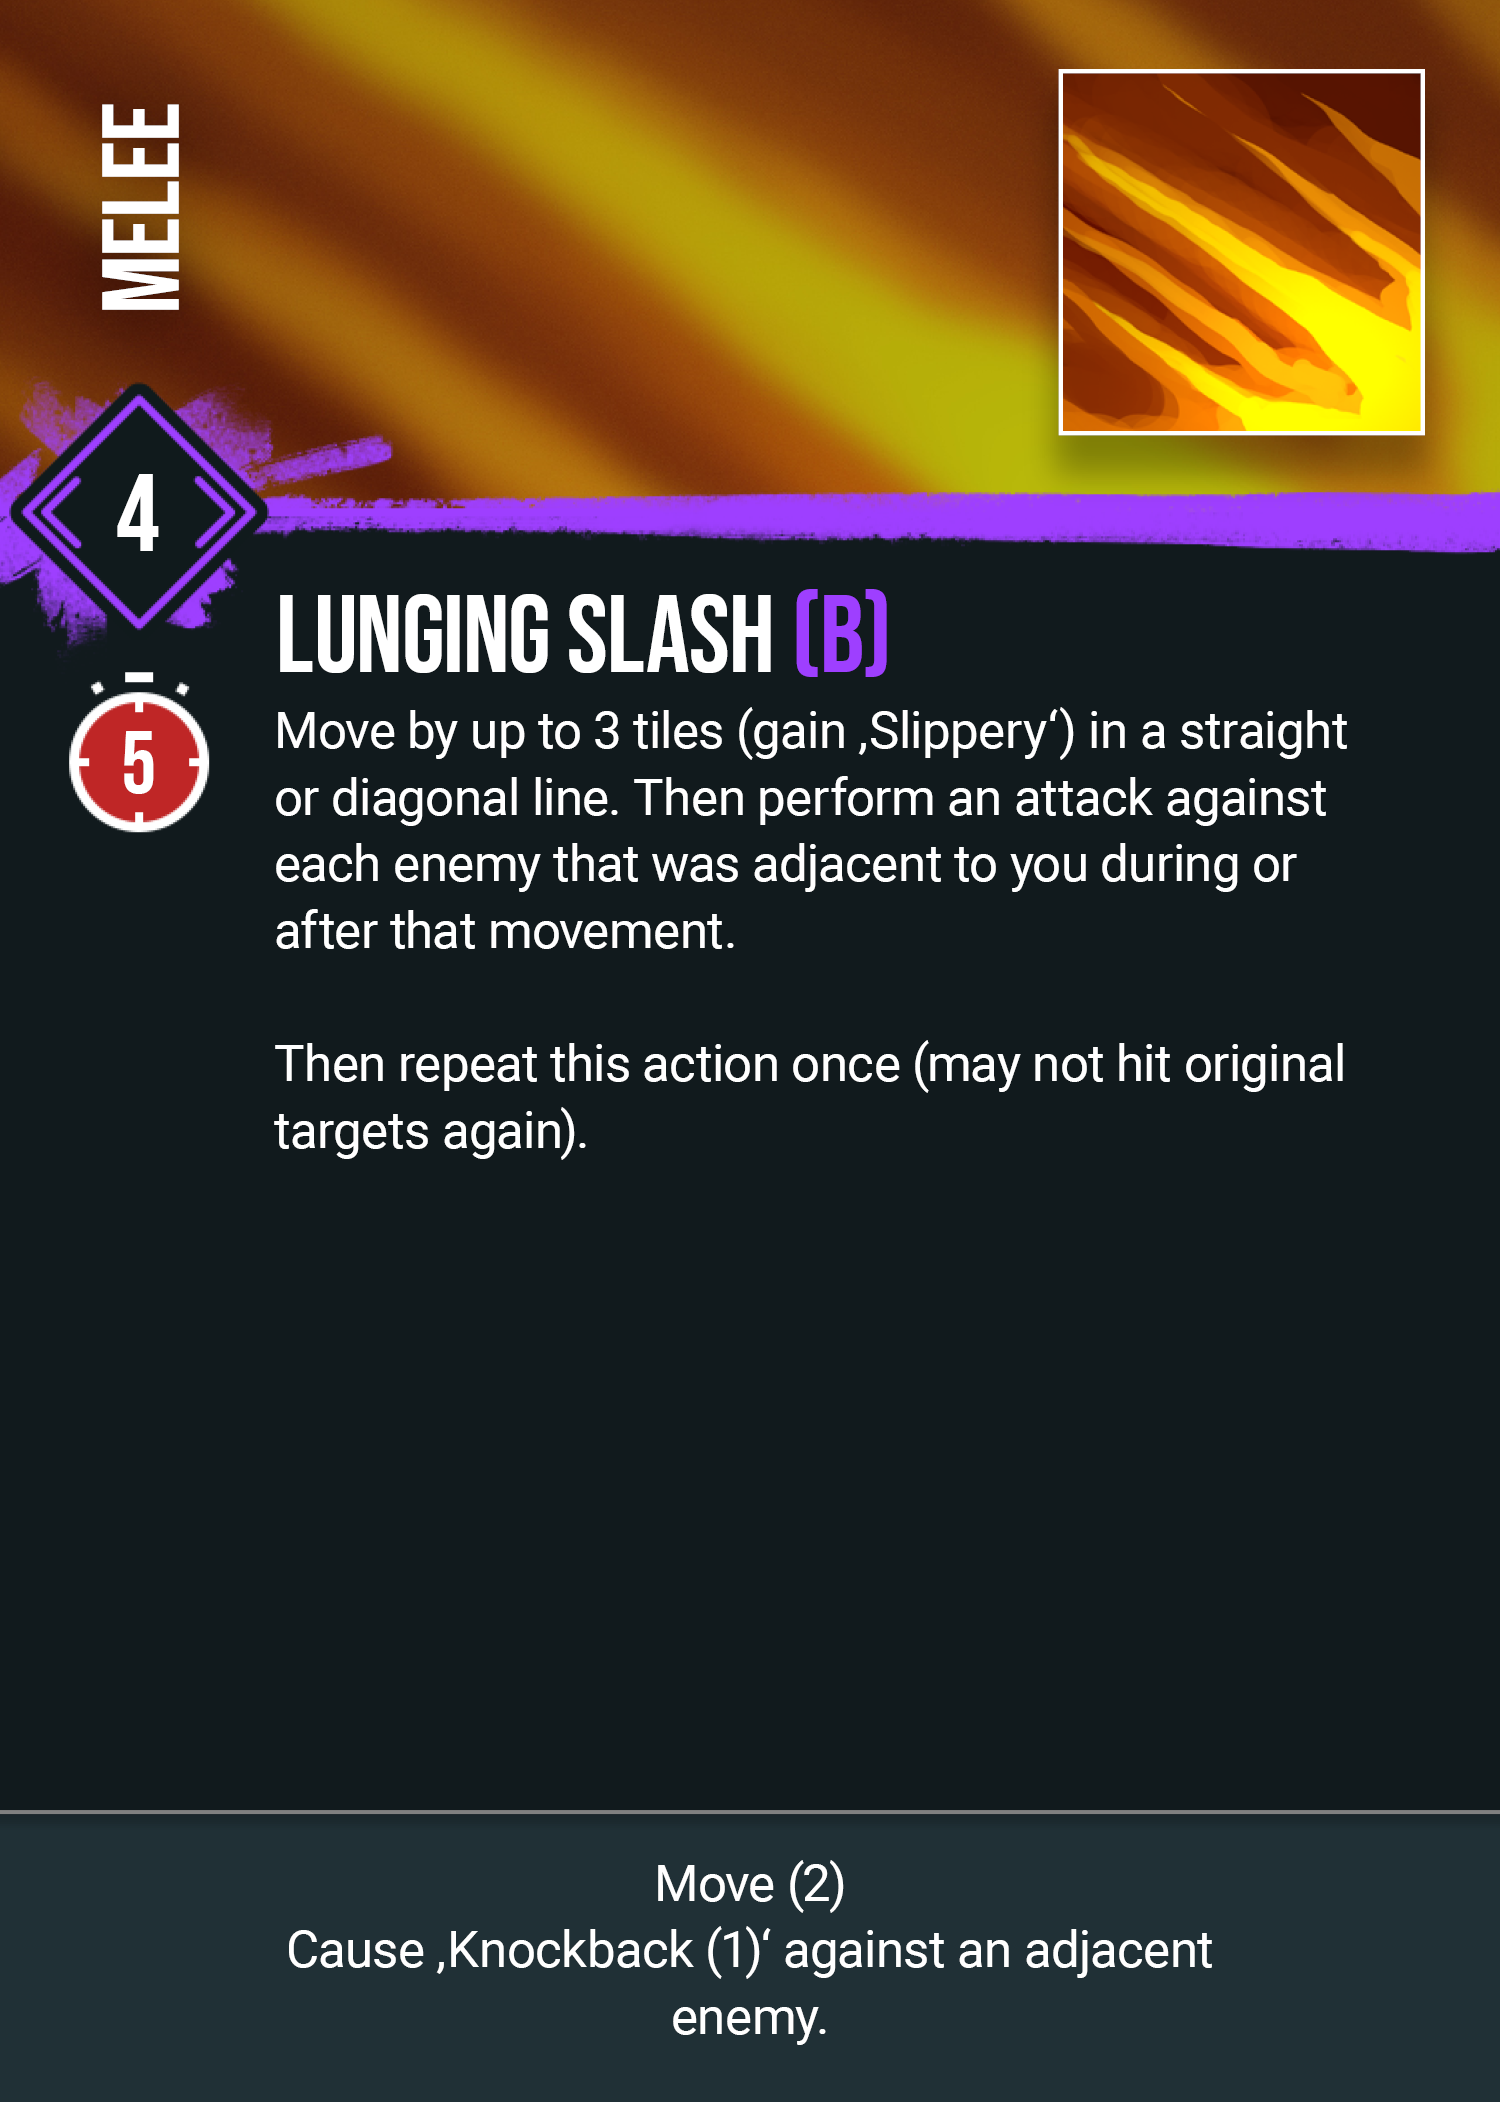 MELEE
4
LUNGING SLASH (B)
5
Move by up to 3 tiles (gain ‚Slippery‘) in a straight
or diagonal line. Then perform an attack against
each enemy that was adjacent to you during or
after that movement.
Then repeat this action once (may not hit original
targets again).
Move (2)
Cause ‚Knockback (1)‘ against an adjacent
enemy.